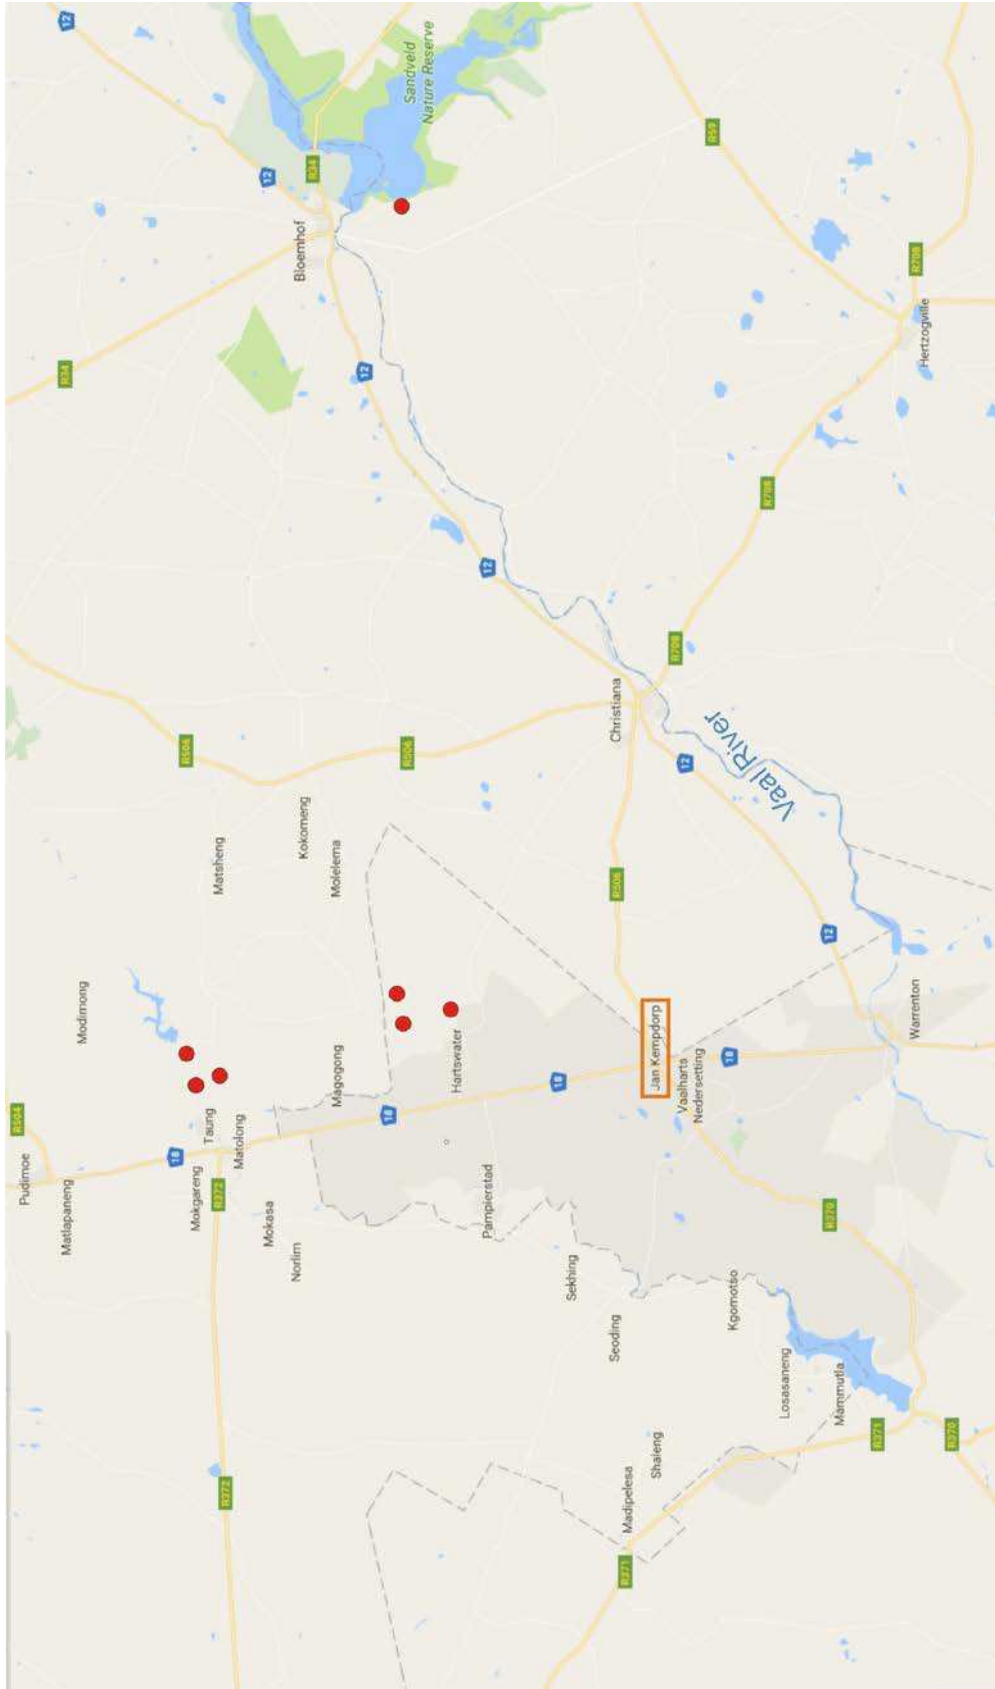 12
Sandveld
Nature Reserve
R59
R34
12
Bloemhof
R34
R708
12
Hertzogville
R708
12
R708
R506
R506
Christiana
12
Vaal River
Matsheng
Kokomeng
Molelema
R506
12
Modimong
Magogong
Hartswater
Jan Kempdorp
Vaalharts
Nedersetting
18
18
18
Warrenton
R504
Pudimoe
Matlapaneng
18
Taung
Matolong
Mokgareng
R372
Mokasa
Norlim
Pampierstad
Sekhing
Seoding
Kgomotso
R370
Losasaneng
Mammutla
R371
R370
Shaleng
Madipelesa
R372
R371